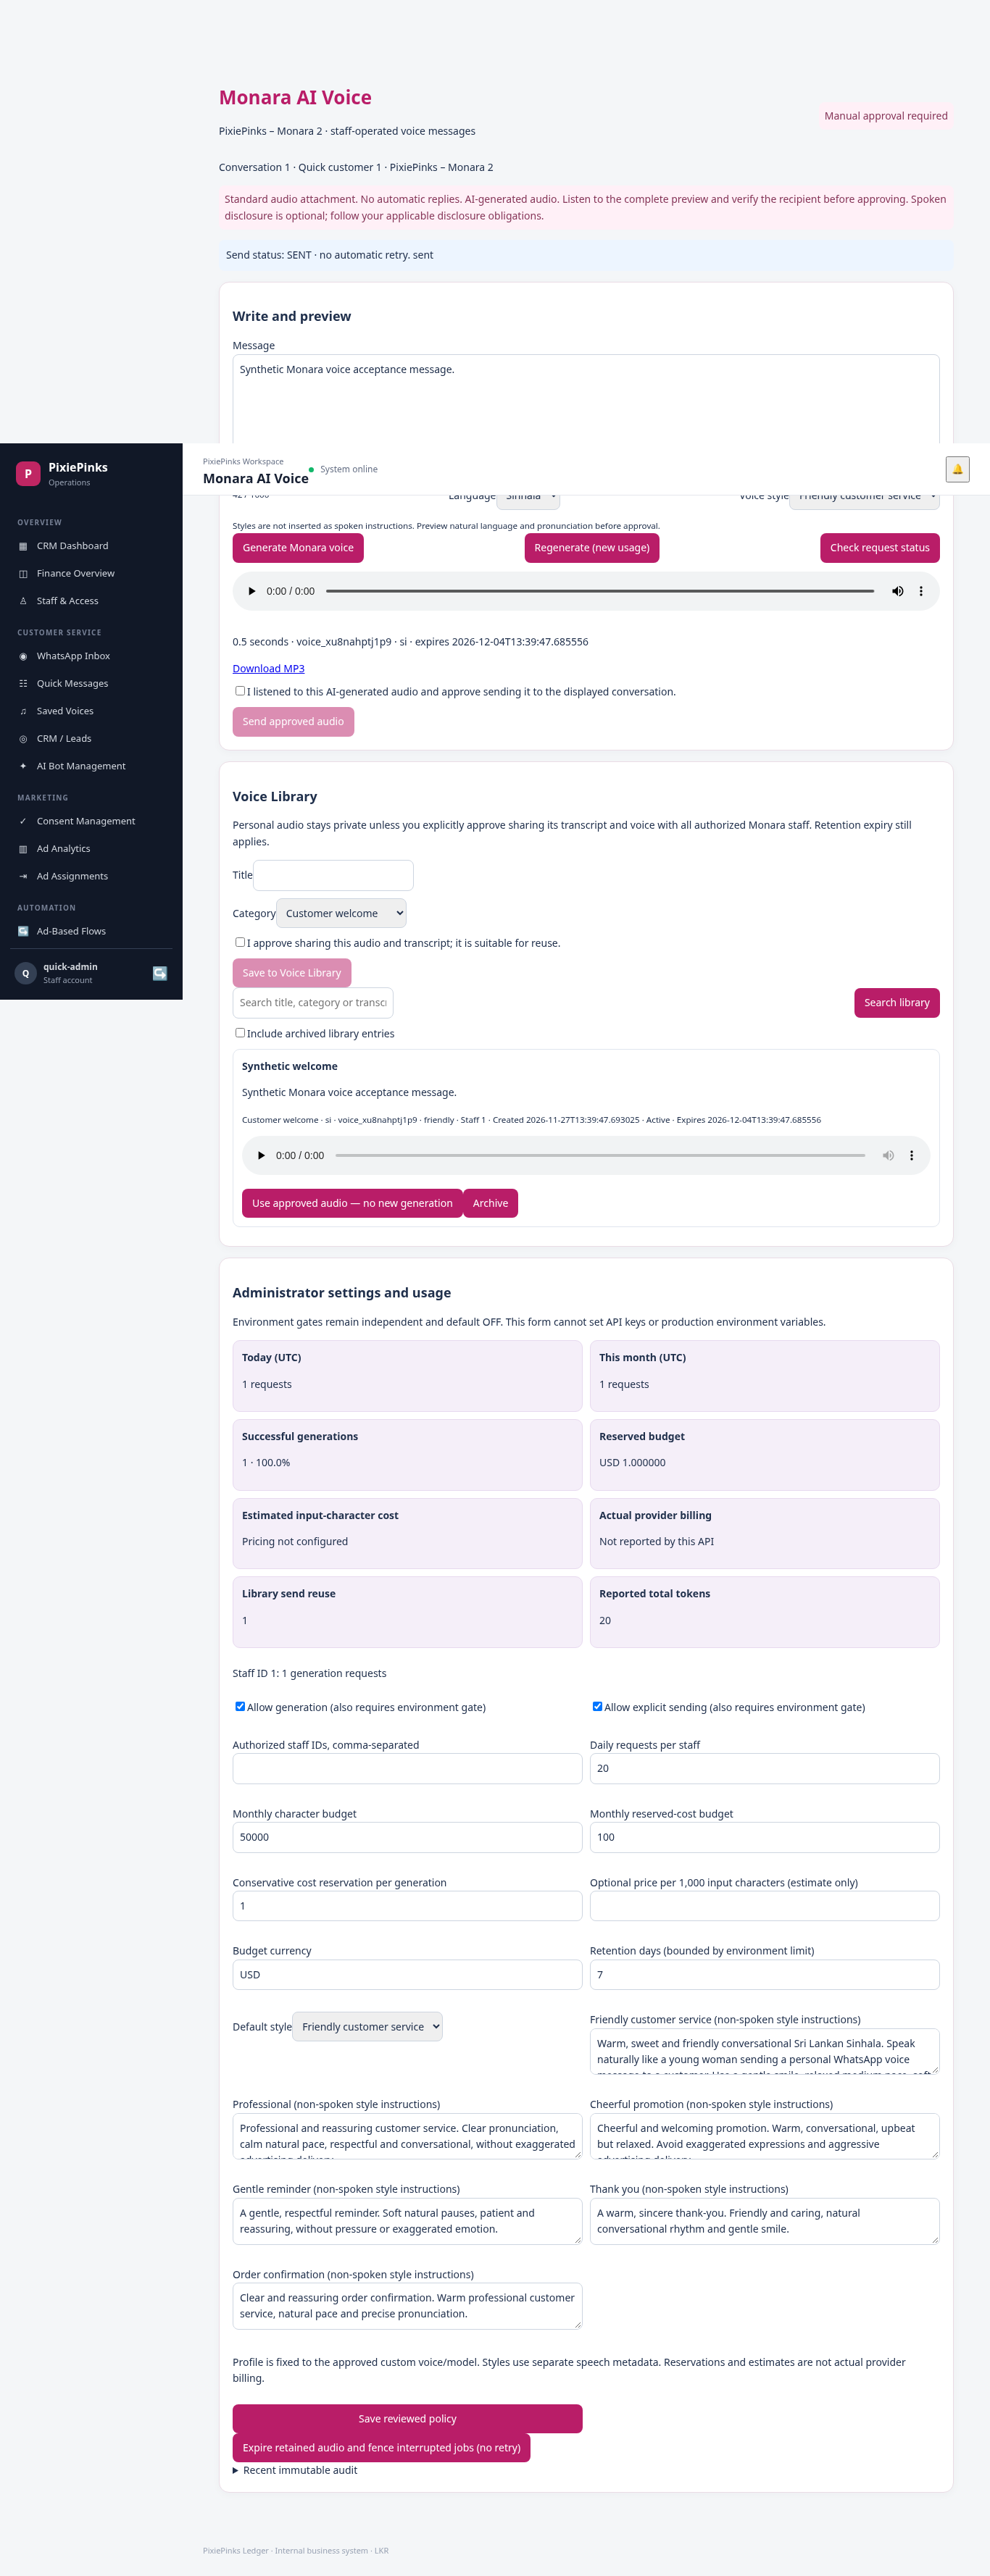 Monara AI Voice
Manual approval required
PixiePinks – Monara 2 · staff-operated voice messages
Conversation 1 · Quick customer 1 · PixiePinks – Monara 2
Standard audio attachment. No automatic replies. AI-generated audio. Listen to the complete preview and verify the recipient before approving. Spoken
disclosure is optional; follow your applicable disclosure obligations.
Send status: SENT · no automatic retry. sent
Write and preview
Message
Synthetic Monara voice acceptance message.
P
PixiePinks
Operations
PixiePinks Workspace
Monara AI Voice
System online
Language
Sinhala
Voice style
Friendly customer service
OVERVIEW
CRM Dashboard
Finance Overview
Staff & Access
CUSTOMER SERVICE
WhatsApp Inbox
Quick Messages
Saved Voices
CRM / Leads
AI Bot Management
MARKETING
Consent Management
Ad Analytics
Ad Assignments
AUTOMATION
Ad-Based Flows
Q
quick-admin
Staff account
Styles are not inserted as spoken instructions. Preview natural language and pronunciation before approval.
Generate Monara voice
Regenerate (new usage)
Check request status
0:00 / 0:00
0.5 seconds · voice_xu8nahptj1p9 · si · expires 2026-12-04T13:39:47.685556
Download MP3
I listened to this AI-generated audio and approve sending it to the displayed conversation.
Send approved audio
Voice Library
Personal audio stays private unless you explicitly approve sharing its transcript and voice with all authorized Monara staff. Retention expiry still
applies.
Title
Category
Customer welcome
I approve sharing this audio and transcript; it is suitable for reuse.
Save to Voice Library
Search title, category or transc
Search library
Include archived library entries
Synthetic welcome
Synthetic Monara voice acceptance message.
Customer welcome · si · voice_xu8nahptj1p9 · friendly · Staff 1 · Created 2026-11-27T13:39:47.693025 · Active · Expires 2026-12-04T13:39:47.685556
0:00 / 0:00
Use approved audio — no new generation
Archive
Administrator settings and usage
Environment gates remain independent and default OFF. This form cannot set API keys or production environment variables.
Today (UTC)
1 requests
This month (UTC)
1 requests
Successful generations
1 · 100.0%
Reserved budget
USD 1.000000
Estimated input-character cost
Pricing not configured
Actual provider billing
Not reported by this API
Library send reuse
1
Reported total tokens
20
Staff ID 1: 1 generation requests
Allow generation (also requires environment gate)
Allow explicit sending (also requires environment gate)
Authorized staff IDs, comma-separated
Daily requests per staff
20
Monthly character budget
50000
Monthly reserved-cost budget
100
Conservative cost reservation per generation
1
Optional price per 1,000 input characters (estimate only)
Budget currency
USD
Retention days (bounded by environment limit)
7
Default style
Friendly customer service
Friendly customer service (non-spoken style instructions)
Warm, sweet and friendly conversational Sri Lankan Sinhala. Speak
naturally like a young woman sending a personal WhatsApp voice
Professional (non-spoken style instructions)
Professional and reassuring customer service. Clear pronunciation,
calm natural pace, respectful and conversational, without exaggerated
Cheerful promotion (non-spoken style instructions)
Cheerful and welcoming promotion. Warm, conversational, upbeat
but relaxed. Avoid exaggerated expressions and aggressive
Gentle reminder (non-spoken style instructions)
A gentle, respectful reminder. Soft natural pauses, patient and
reassuring, without pressure or exaggerated emotion.
Thank you (non-spoken style instructions)
A warm, sincere thank-you. Friendly and caring, natural
conversational rhythm and gentle smile.
Order confirmation (non-spoken style instructions)
Clear and reassuring order confirmation. Warm professional customer
service, natural pace and precise pronunciation.
Profile is fixed to the approved custom voice/model. Styles use separate speech metadata. Reservations and estimates are not actual provider
billing.
Save reviewed policy
Expire retained audio and fence interrupted jobs (no retry)
Recent immutable audit
PixiePinks Ledger · Internal business system · LKR